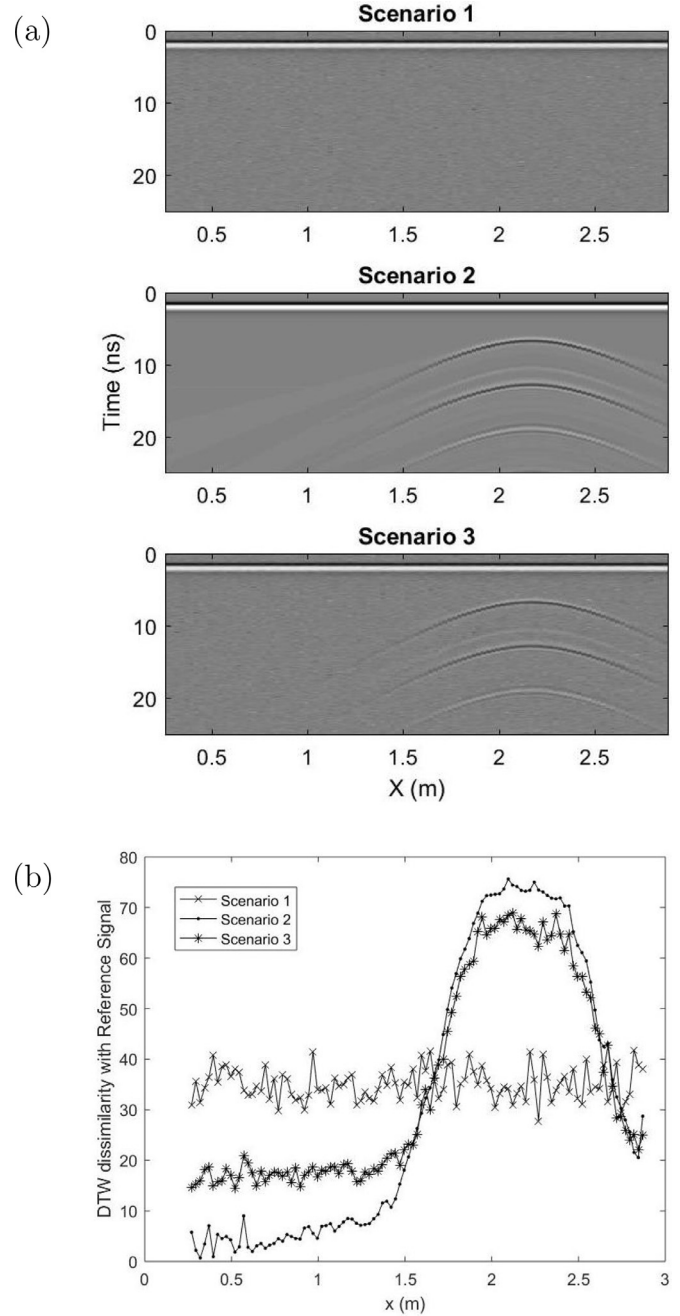 (a)
Scenario 1
0
10
20
0.5 1 1.5 2 2.5
Scenario 2
0
10
20
Time (ns)
0.5 1 1.5 2 2.5
Scenario 3
0
10
20
0.5 1 1.5 2 2.5
X (m)
(b)
80
70
60
50
40
30
20
10
0
DTW dissimilarity with Reference Signal
Scenario 1
Scenario 2
Scenario 3
0 0.5 1 1.5 2 2.5 3
x (m)